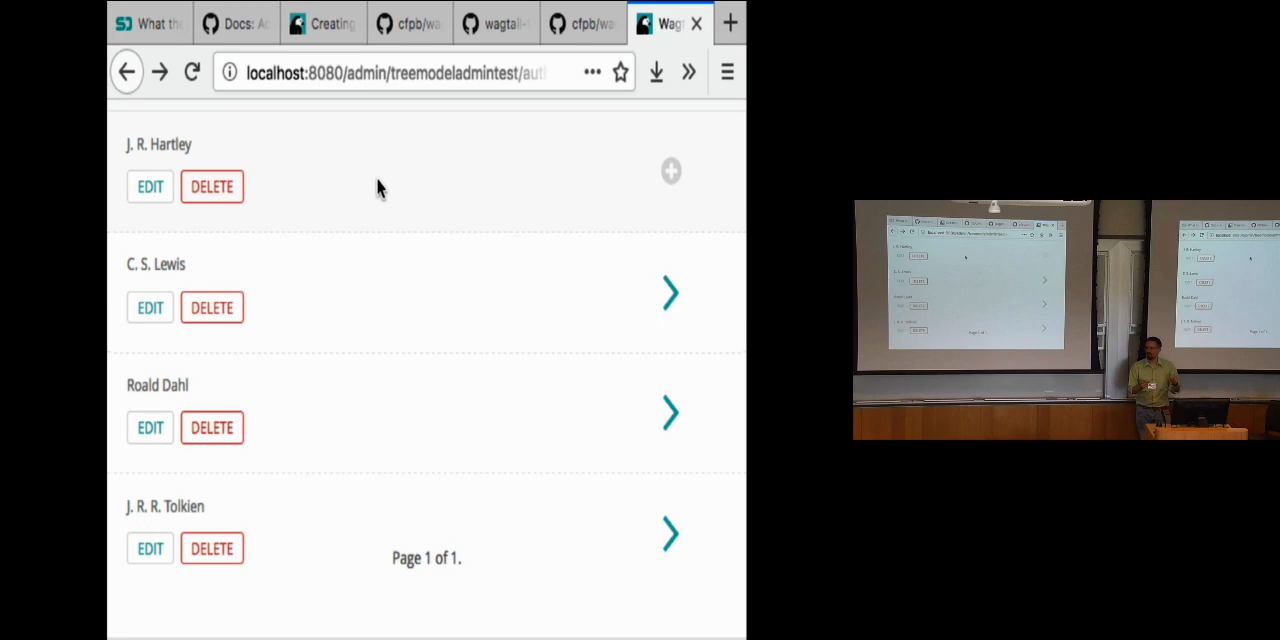 What th
Docs: A
Creating
cfpb/wa
wagtail-
cfpb/wa
Wag
localhost:8080/admin/treemodeladmintest/aut
J. R. Hartley
EDIT DELETE
C. S. Lewis
EDIT DELETE
Roald Dahl
EDIT DELETE
J. R. R. Tolkien
EDIT DELETE
Page 1 of 1.